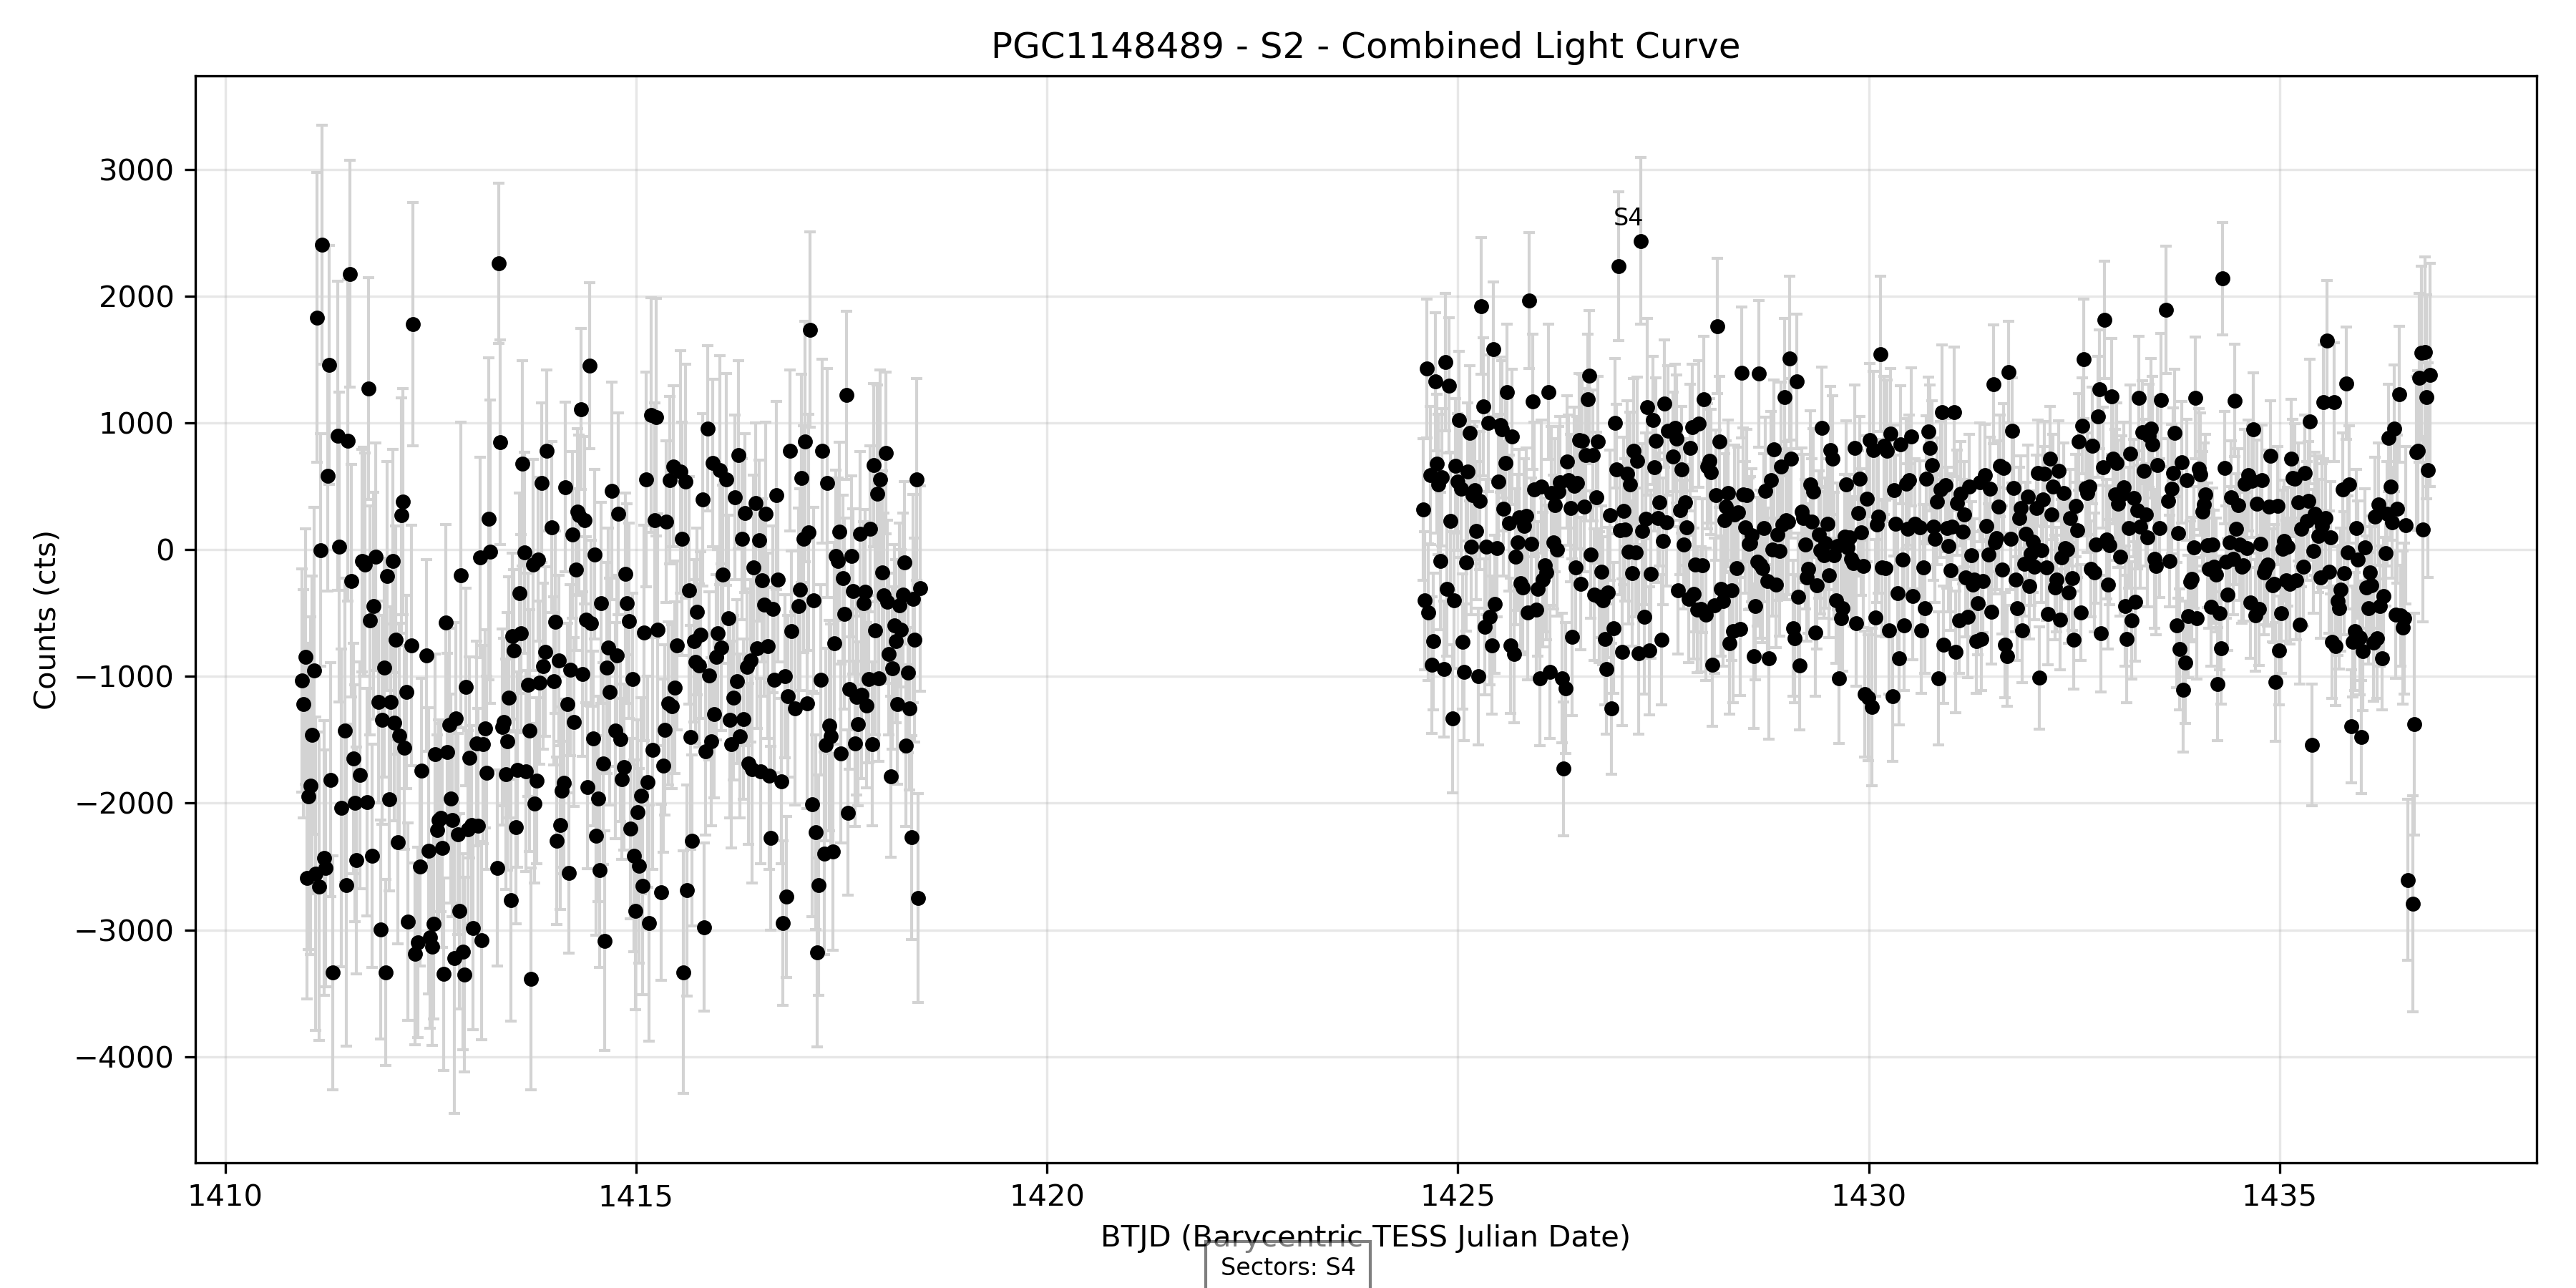 PGC1148489 - S2 - Combined Light Curve
Counts (cts)
3000
2000
1000
0
−1000
−2000
−3000
−4000
S4
1410
1415
1420
1425
1430
1435
BTJD (Barycentric TESS Julian Date)
Sectors: S4